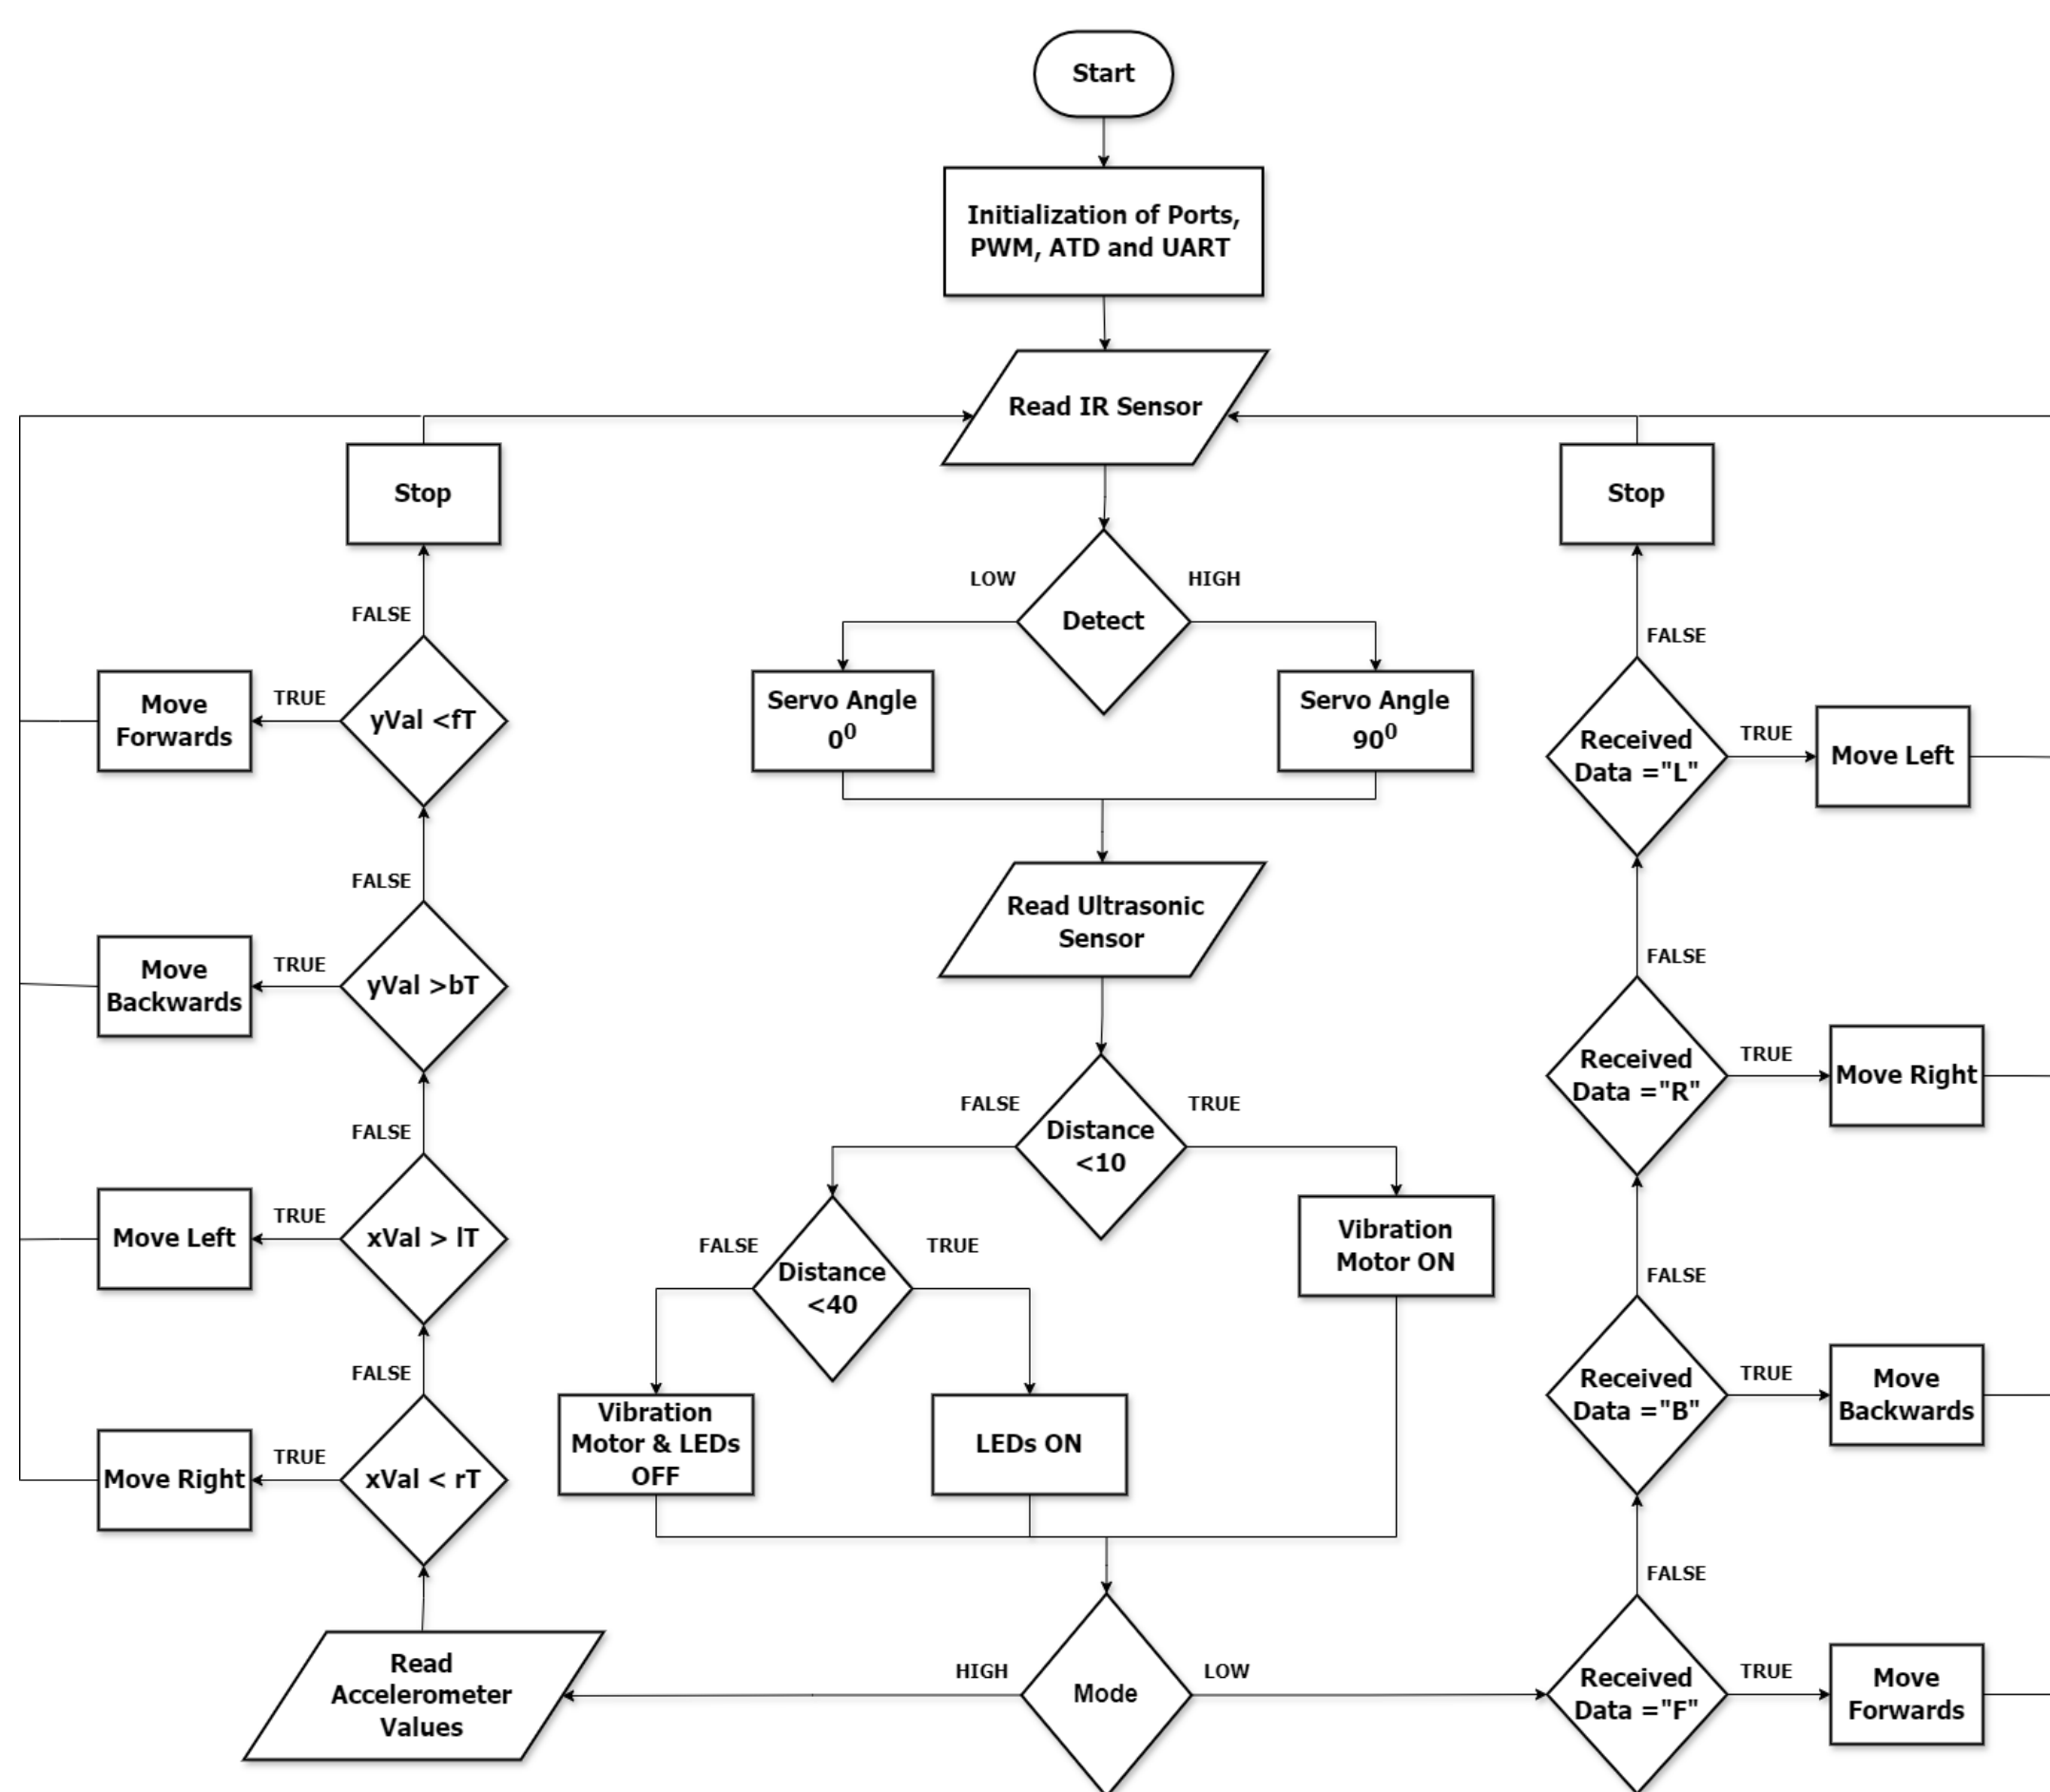 Start
Initialization of Ports,
PWM, ATD and UART
Read IR Sensor
Stop
Stop
LOW
HIGH
Detect
FALSE
FALSE
Move
Forwards
TRUE
yVal <fT
Servo Angle
0⁰
Servo Angle
90⁰
Received
Data ="L"
TRUE
Move Left
FALSE
Read Ultrasonic
Sensor
FALSE
Move
Backwards
TRUE
yVal >bT
Received
Data ="R"
TRUE
Move Right
FALSE
FALSE
TRUE
Distance
<10
Move Left
TRUE
xVal > lT
FALSE
TRUE
Distance
<40
Vibration
Motor ON
FALSE
FALSE
Vibration
Motor & LEDs
OFF
LEDs ON
Received
Data ="B"
TRUE
Move
Backwards
Move Right
TRUE
xVal < rT
FALSE
Read
Accelerometer
Values
HIGH
Mode
LOW
Received
Data ="F"
TRUE
Move
Forwards